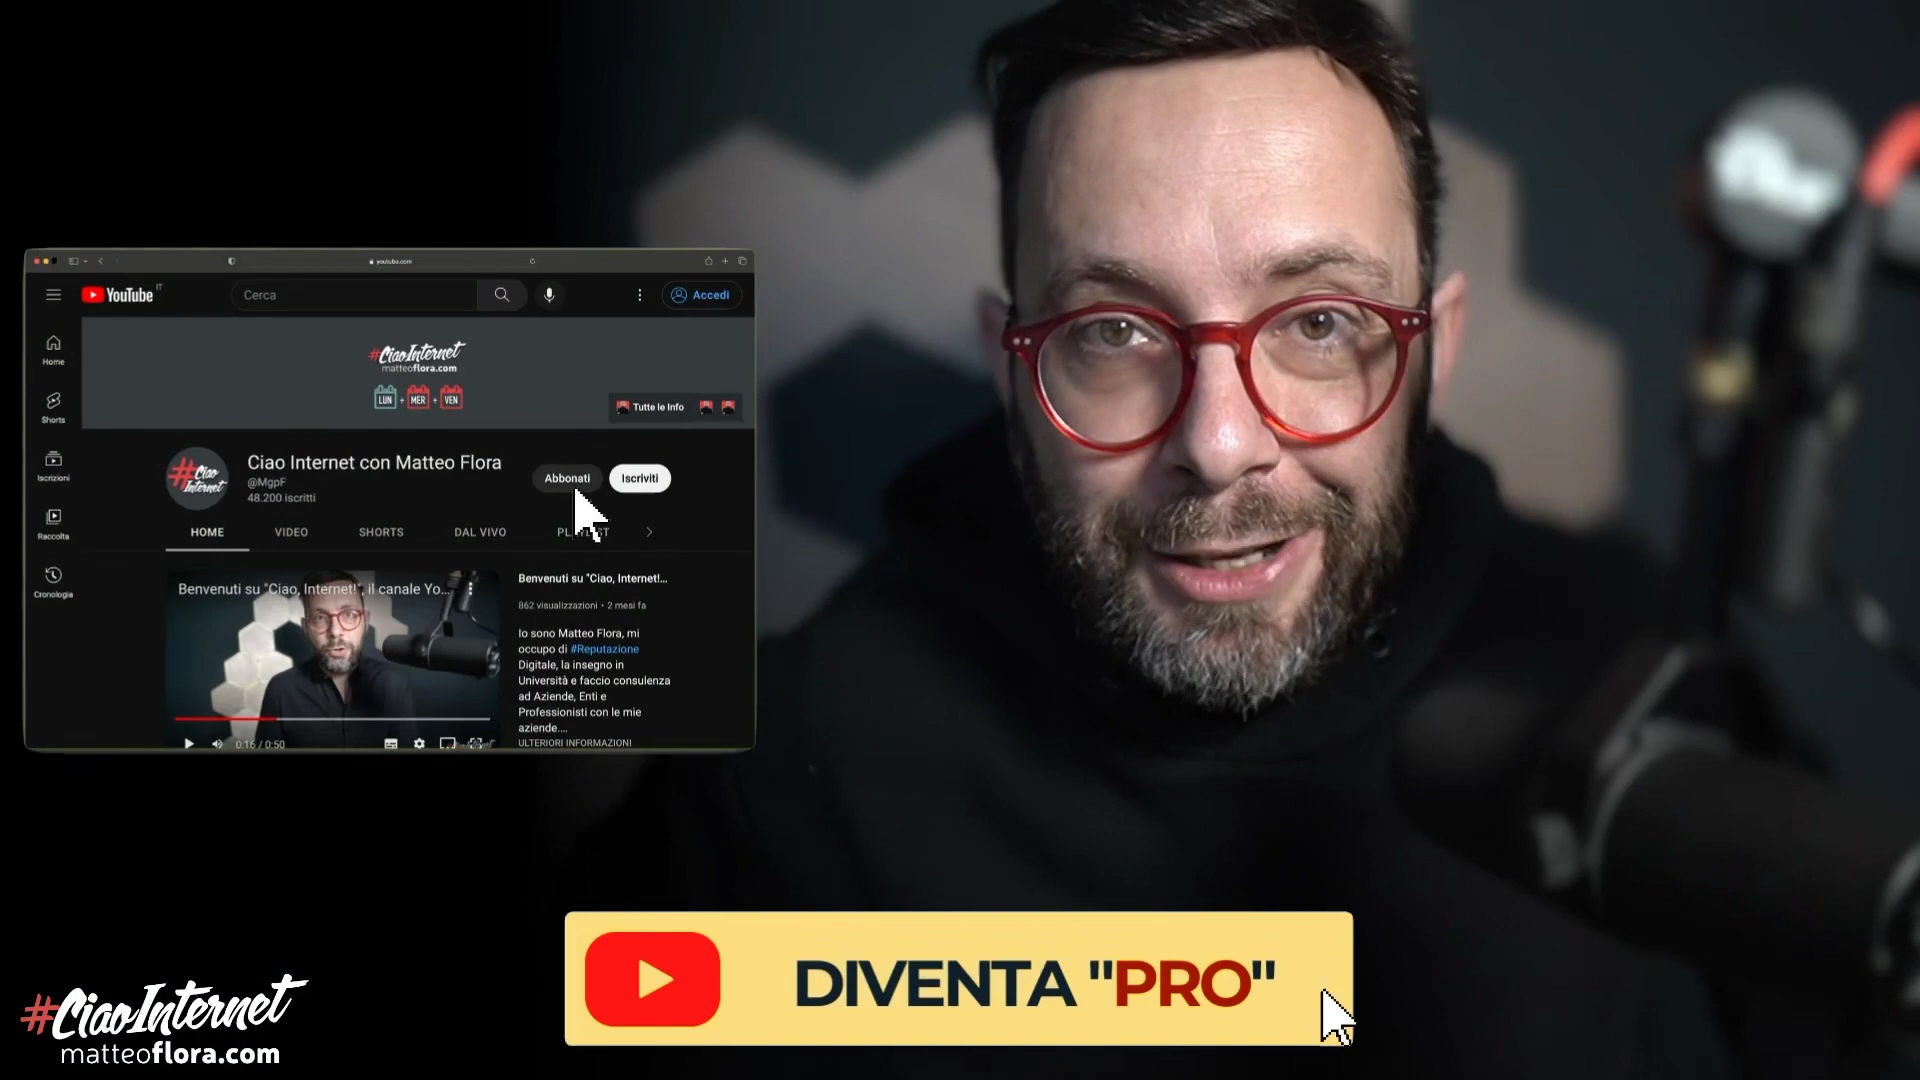 youtube.com
YouTube IT
Cerca
Accedi
Home
Shorts
Iscrizioni
Raccolta
Cronologia
#CiaoInternet
matteoflora.com
LUN + MER + VEN
Tutte le Info
#Ciao Internet
Ciao Internet con Matteo Flora
@MgpF
48.200 iscritti
Abbonati
Iscriviti
HOME
VIDEO
SHORTS
DAL VIVO
Benvenuti su "Ciao, Internet!", il canale Yo...
0:16 / 0:50
Benvenuti su "Ciao, Internet!...
862 visualizzazioni • 2 mesi fa
Io sono Matteo Flora, mi
occupo di #Reputazione
Digitale, la insegno in
Università e faccio consulenza
ad Aziende, Enti e
Professionisti con le mie
aziende....
ULTERIORI INFORMAZIONI
DIVENTA "PRO"
#CiaoInternet
matteoflora.com